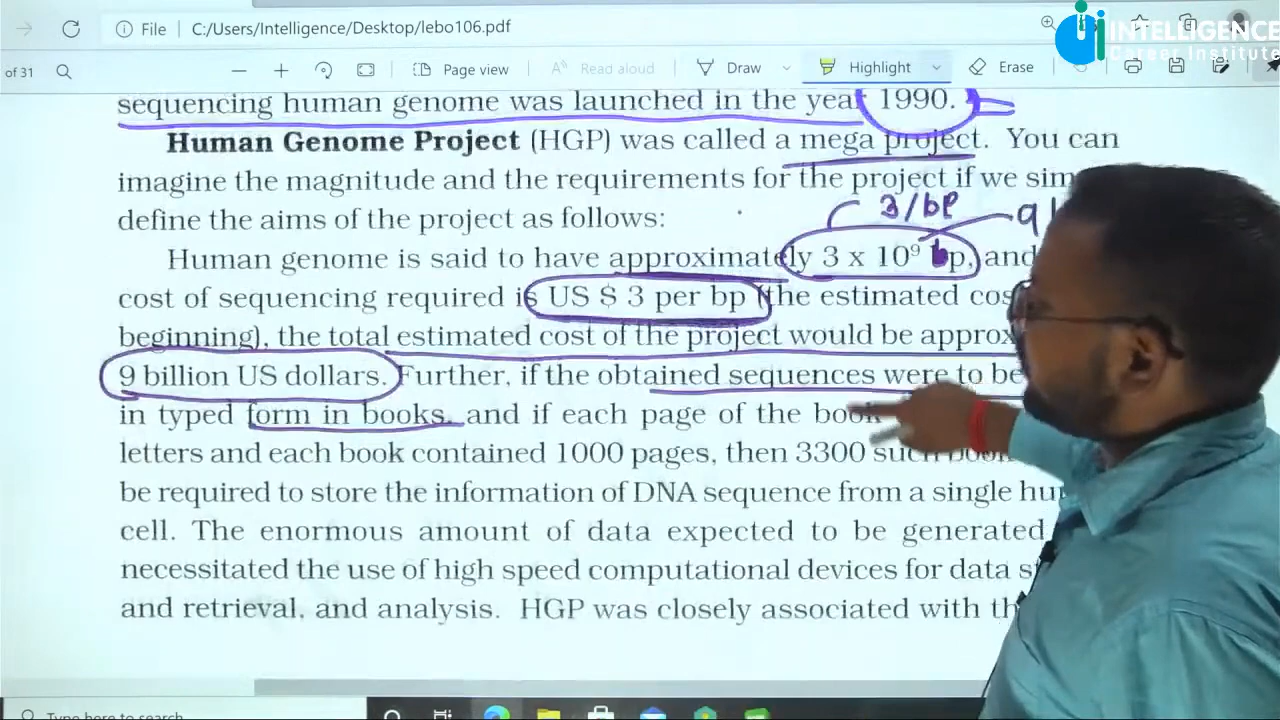 File C:/Users/Intelligence/Desktop/lebo106.pdf
INTELLIGENCE
Career Institute
of 31 Page view Read aloud Draw Highlight Erase
sequencing human genome was launched in the year 1990.
Human Genome Project (HGP) was called a mega project. You can
imagine the magnitude and the requirements for the project if we
define the aims of the project as follows:
3/bp
Human genome is said to have approximately 3 x 10⁹ bp, and
cost of sequencing required is US $ 3 per bp (the estimated
beginning), the total estimated cost of the project would be
9 billion US dollars. Further, if the obtained sequences were to be
in typed form in books, and if each page of the book
letters and each book contained 1000 pages, then 3300 such
be required to store the information of DNA sequence from a single
cell. The enormous amount of data expected to be generated
necessitated the use of high speed computational devices for data
and retrieval, and analysis. HGP was closely associated with
Type here to search